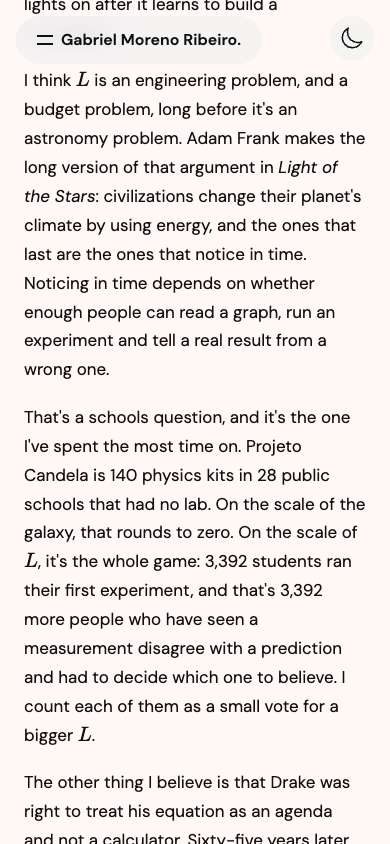 lights on after it learns to build a
Gabriel Moreno Ribeiro.
I think L is an engineering problem, and a
budget problem, long before it's an
astronomy problem. Adam Frank makes the
long version of that argument in Light of
the Stars: civilizations change their planet's
climate by using energy, and the ones that
last are the ones that notice in time.
Noticing in time depends on whether
enough people can read a graph, run an
experiment and tell a real result from a
wrong one.
That's a schools question, and it's the one
I've spent the most time on. Projeto
Candela is 140 physics kits in 28 public
schools that had no lab. On the scale of the
galaxy, that rounds to zero. On the scale of
L, it's the whole game: 3,392 students ran
their first experiment, and that's 3,392
more people who have seen a
measurement disagree with a prediction
and had to decide which one to believe. I
count each of them as a small vote for a
bigger L.
The other thing I believe is that Drake was
right to treat his equation as an agenda
and not a calculator. Sixty-five years later,